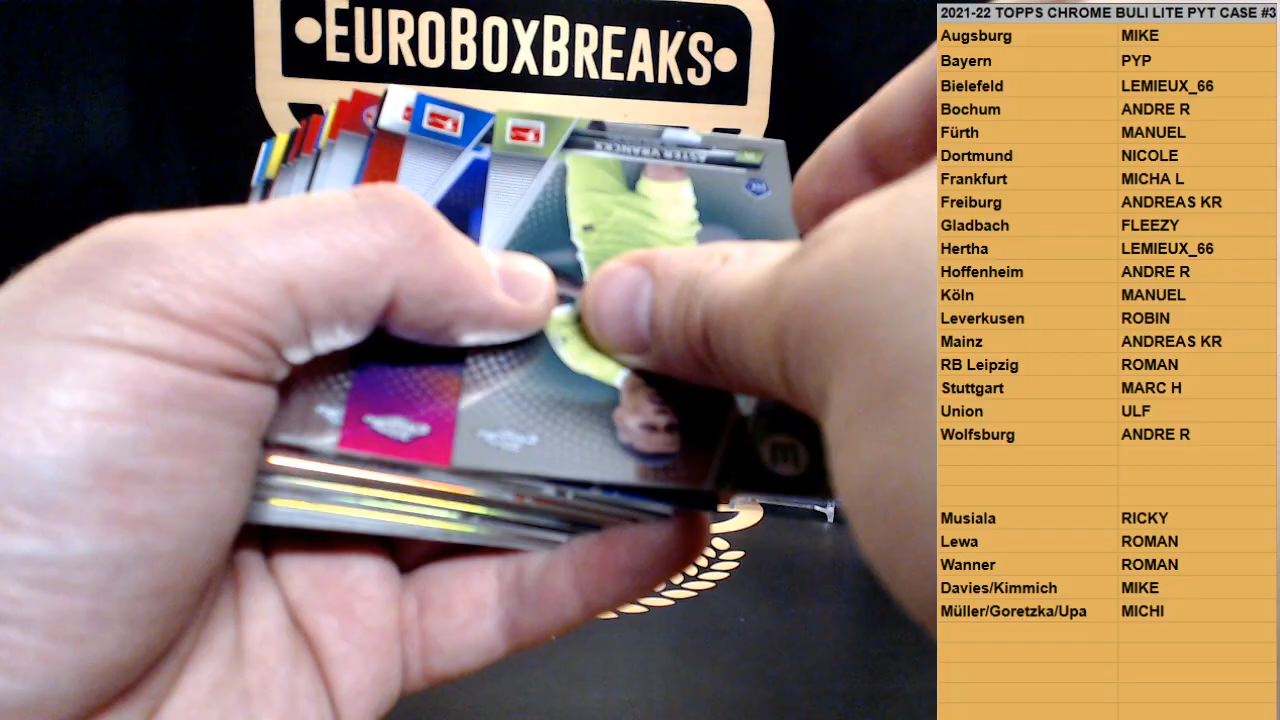 EUROBOXBREAKS
ASTER VRANCKX
2021-22 TOPPS CHROME BULI LITE PYT CASE #3
Augsburg MIKE
Bayern PYP
Bielefeld LEMIEUX_66
Bochum ANDRE R
Fürth MANUEL
Dortmund NICOLE
Frankfurt MICHA L
Freiburg ANDREAS KR
Gladbach FLEEZY
Hertha LEMIEUX_66
Hoffenheim ANDRE R
Köln MANUEL
Leverkusen ROBIN
Mainz ANDREAS KR
RB Leipzig ROMAN
Stuttgart MARC H
Union ULF
Wolfsburg ANDRE R
Musiala RICKY
Lewa ROMAN
Wanner ROMAN
Davies/Kimmich MIKE
Müller/Goretzka/Upa MICHI